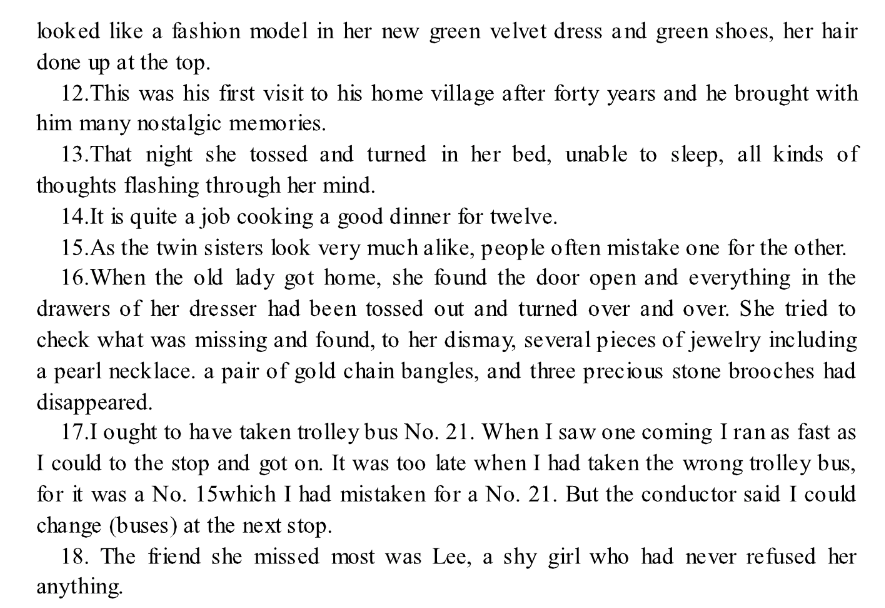 looked like a fashion model in her new green velvet dress and green shoes, her hair
done up at the top.
12.This was his first visit to his home village after forty years and he brought with
him many nostalgic memories.
13.That night she tossed and turned in her bed, unable to sleep, all kinds of
thoughts flashing through her mind.
14.It is quite a job cooking a good dinner for twelve.
15.As the twin sisters look very much alike, people often mistake one for the other.
16.When the old lady got home, she found the door open and everything in the
drawers of her dresser had been tossed out and turned over and over. She tried to
check what was missing and found, to her dismay, several pieces of jewelry including
a pearl necklace. a pair of gold chain bangles, and three precious stone brooches had
disappeared.
17.I ought to have taken trolley bus No. 21. When I saw one coming I ran as fast as
I could to the stop and got on. It was too late when I had taken the wrong trolley bus,
for it was a No. 15which I had mistaken for a No. 21. But the conductor said I could
change (buses) at the next stop.
18. The friend she missed most was Lee, a shy girl who had never refused her
anything.